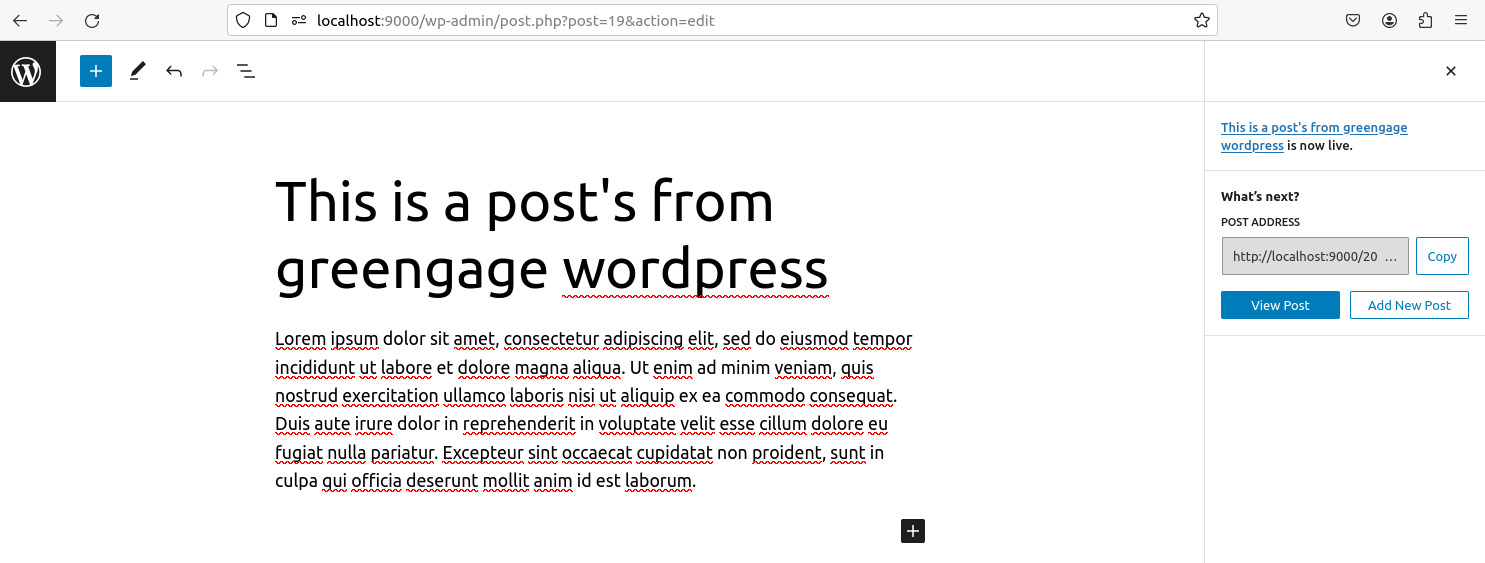 localhost:9000/wp-admin/post.php?post=19&action=edit
This is a post's from
greengage wordpress
Lorem ipsum dolor sit amet, consectetur adipiscing elit, sed do eiusmod tempor
incididunt ut labore et dolore magna aliqua. Ut enim ad minim veniam, quis
nostrud exercitation ullamco laboris nisi ut aliquip ex ea commodo consequat.
Duis aute irure dolor in reprehenderit in voluptate velit esse cillum dolore eu
fugiat nulla pariatur. Excepteur sint occaecat cupidatat non proident, sunt in
culpa qui officia deserunt mollit anim id est laborum.
This is a post's from greengage
wordpress is now live.
What's next?
POST ADDRESS
http://localhost:9000/20 … Copy
View Post Add New Post